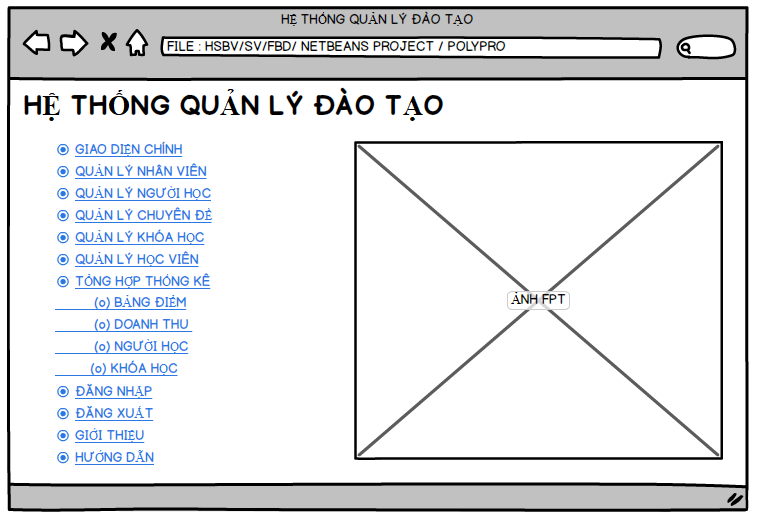 HỆ THỐNG QUẢN LÝ ĐÀO TẠO
FILE : HSBV/SV/FBD/ NETBEANS PROJECT / POLYPRO
HỆ THỐNG QUẢN LÝ ĐÀO TẠO
GIAO DIỆN CHÍNH
QUẢN LÝ NHÂN VIÊN
QUẢN LÝ NGƯỜI HỌC
QUẢN LÝ CHUYÊN ĐỀ
QUẢN LÝ KHÓA HỌC
QUẢN LÝ HỌC VIÊN
TỔNG HỢP THỐNG KÊ
(o) BẢNG ĐIỂM
(o) DOANH THU
(o) NGƯỜI HỌC
(o) KHÓA HỌC
ĐĂNG NHẬP
ĐĂNG XUẤT
GIỚI THIỆU
HƯỚNG DẪN
ẢNH FPT